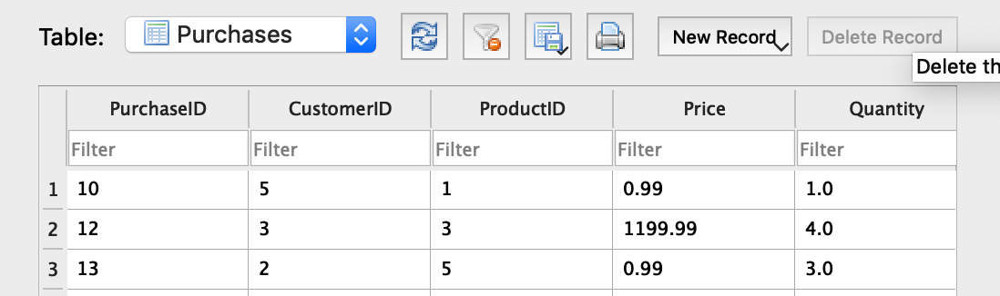 Table: Purchases New Record Delete Record
Delete th
PurchaseID CustomerID ProductID Price Quantity
Filter Filter Filter Filter Filter
1 10 5 1 0.99 1.0
2 12 3 3 1199.99 4.0
3 13 2 5 0.99 3.0